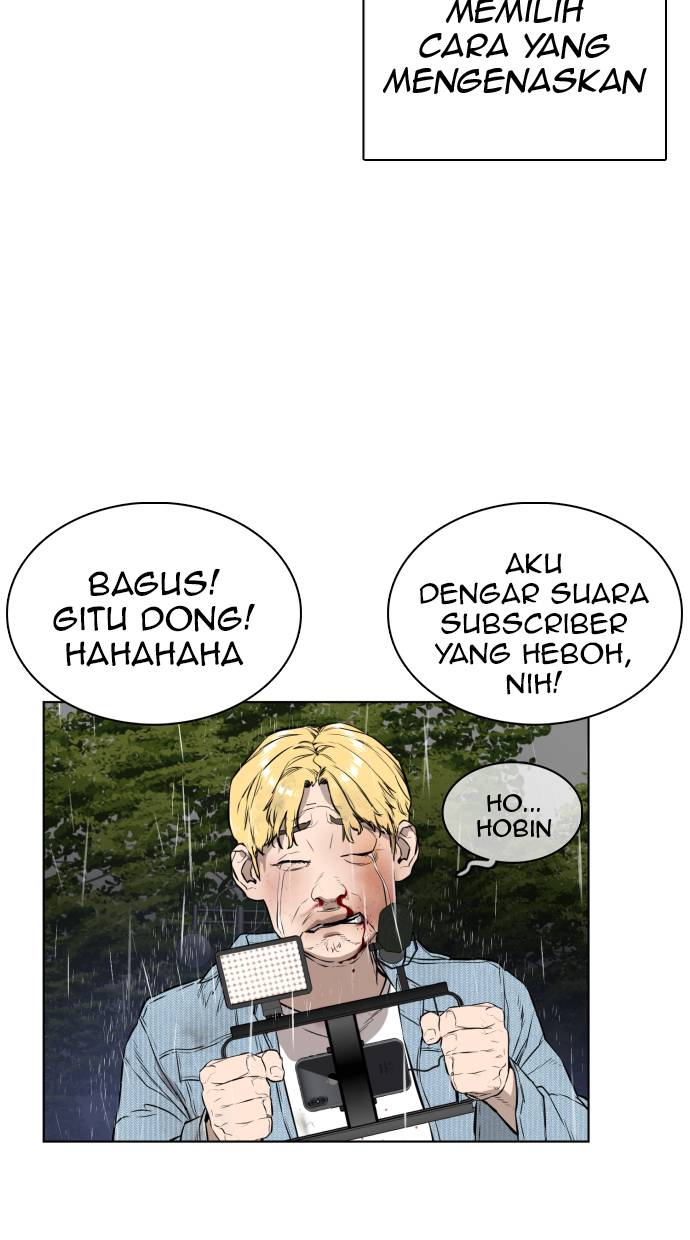 MEMILIH
CARA YANG
MENGENASKAN
BAGUS!
GITU DONG!
HAHAHAHA
AKU
DENGAR SUARA
SUBSCRIBER
YANG HEBOH,
NIH!
HO...
HOBIN